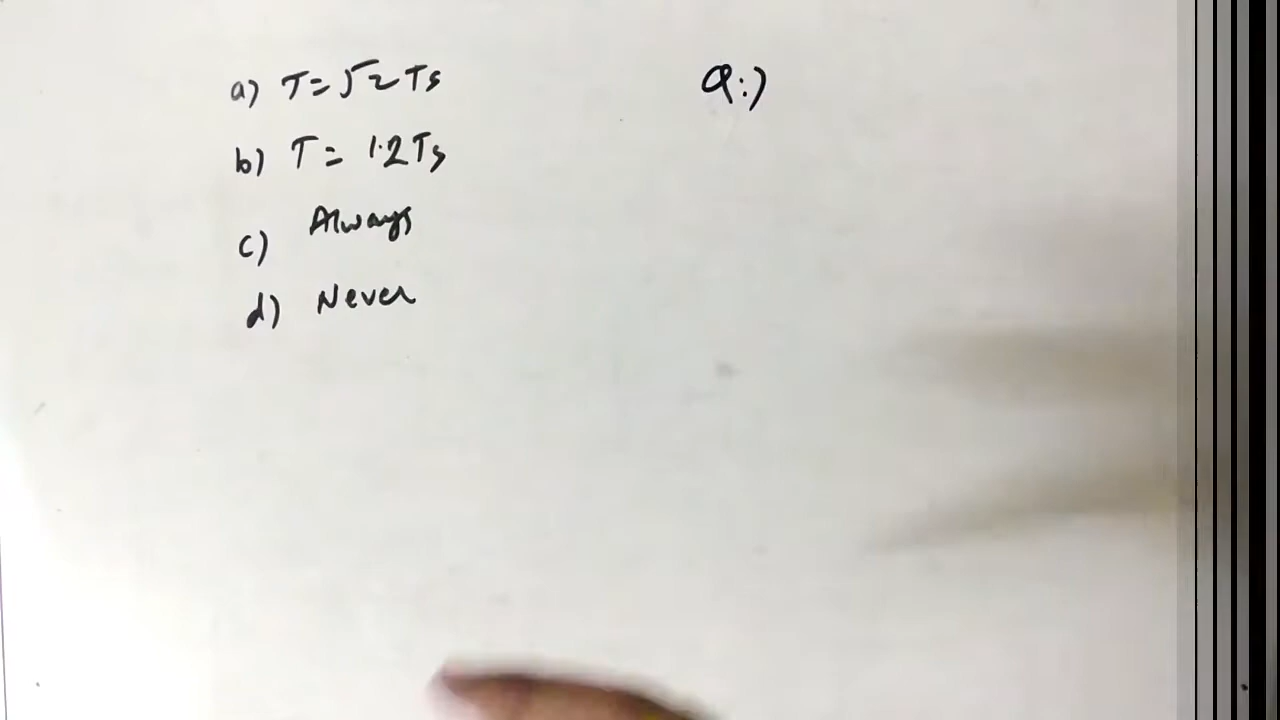 a) T = √2 Ts
b) T = 1.2 Ts
c) Always
d) Never
Q:)